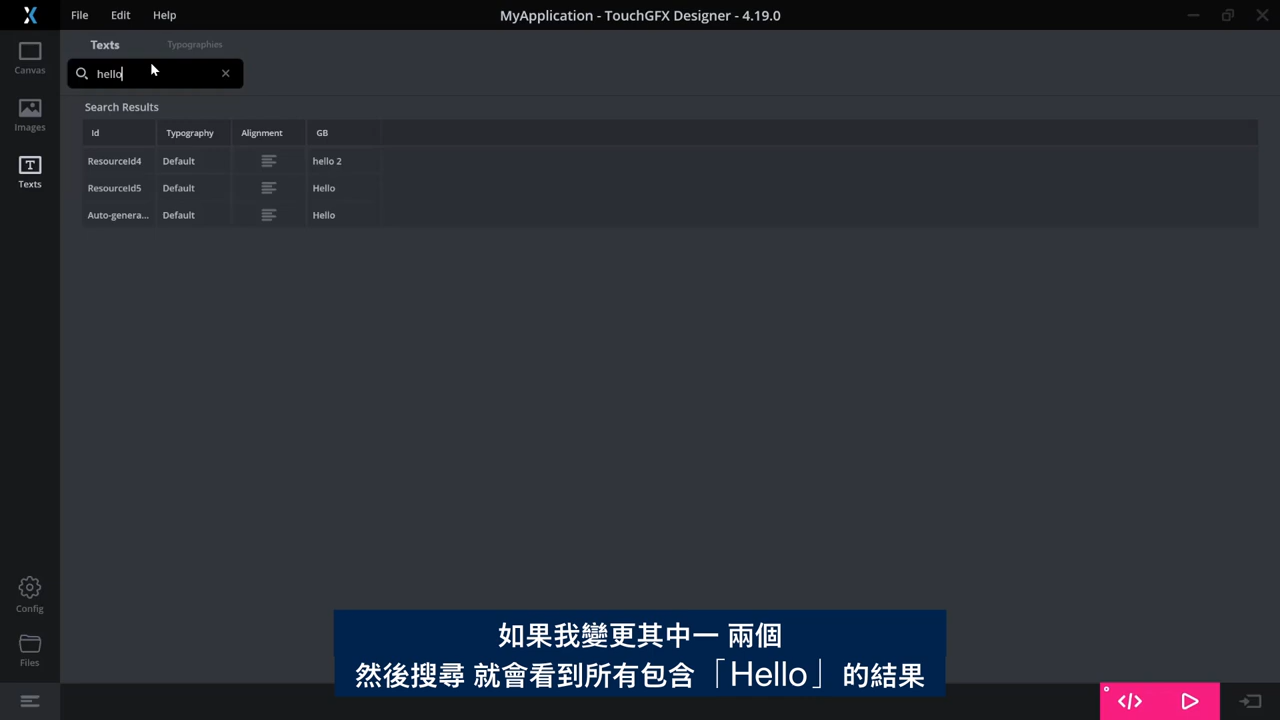 File Edit Help
MyApplication - TouchGFX Designer - 4.19.0
Canvas
Images
Texts
Config
Files
Texts Typographies
hello
Search Results
Id Typography Alignment GB
ResourceId4 Default hello 2
ResourceId5 Default Hello
Auto-genera... Default Hello
如果我變更其中一 兩個
然後搜尋 就會看到所有包含「Hello」的結果